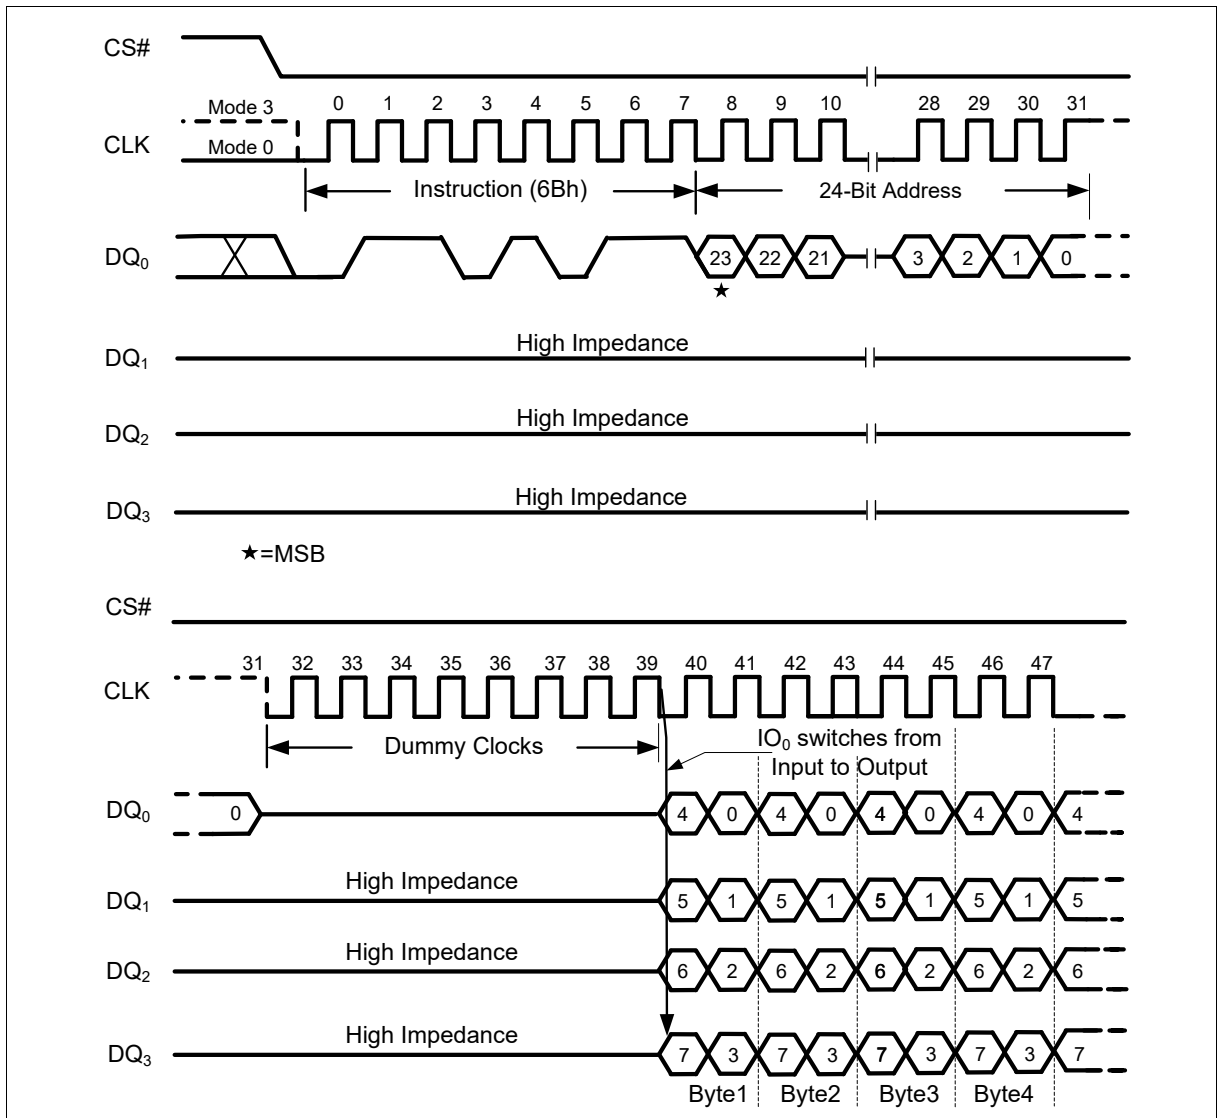 CS#
Mode 3 0 1 2 3 4 5 6 7 8 9 10 28 29 30 31
CLK Mode 0
Instruction (6Bh) 24-Bit Address
DQ0 23 22 21 3 2 1 0
★
High Impedance
DQ1
High Impedance
DQ2
High Impedance
DQ3
★=MSB
CS#
31 32 33 34 35 36 37 38 39 40 41 42 43 44 45 46 47
CLK
Dummy Clocks
IO0 switches from
Input to Output
DQ0 0 4 0 4 0 4 0 4 0 4
High Impedance
DQ1 5 1 5 1 5 1 5 1 5
High Impedance
DQ2 6 2 6 2 6 2 6 2 6
High Impedance
DQ3 7 3 7 3 7 3 7 3 7
Byte1 Byte2 Byte3 Byte4